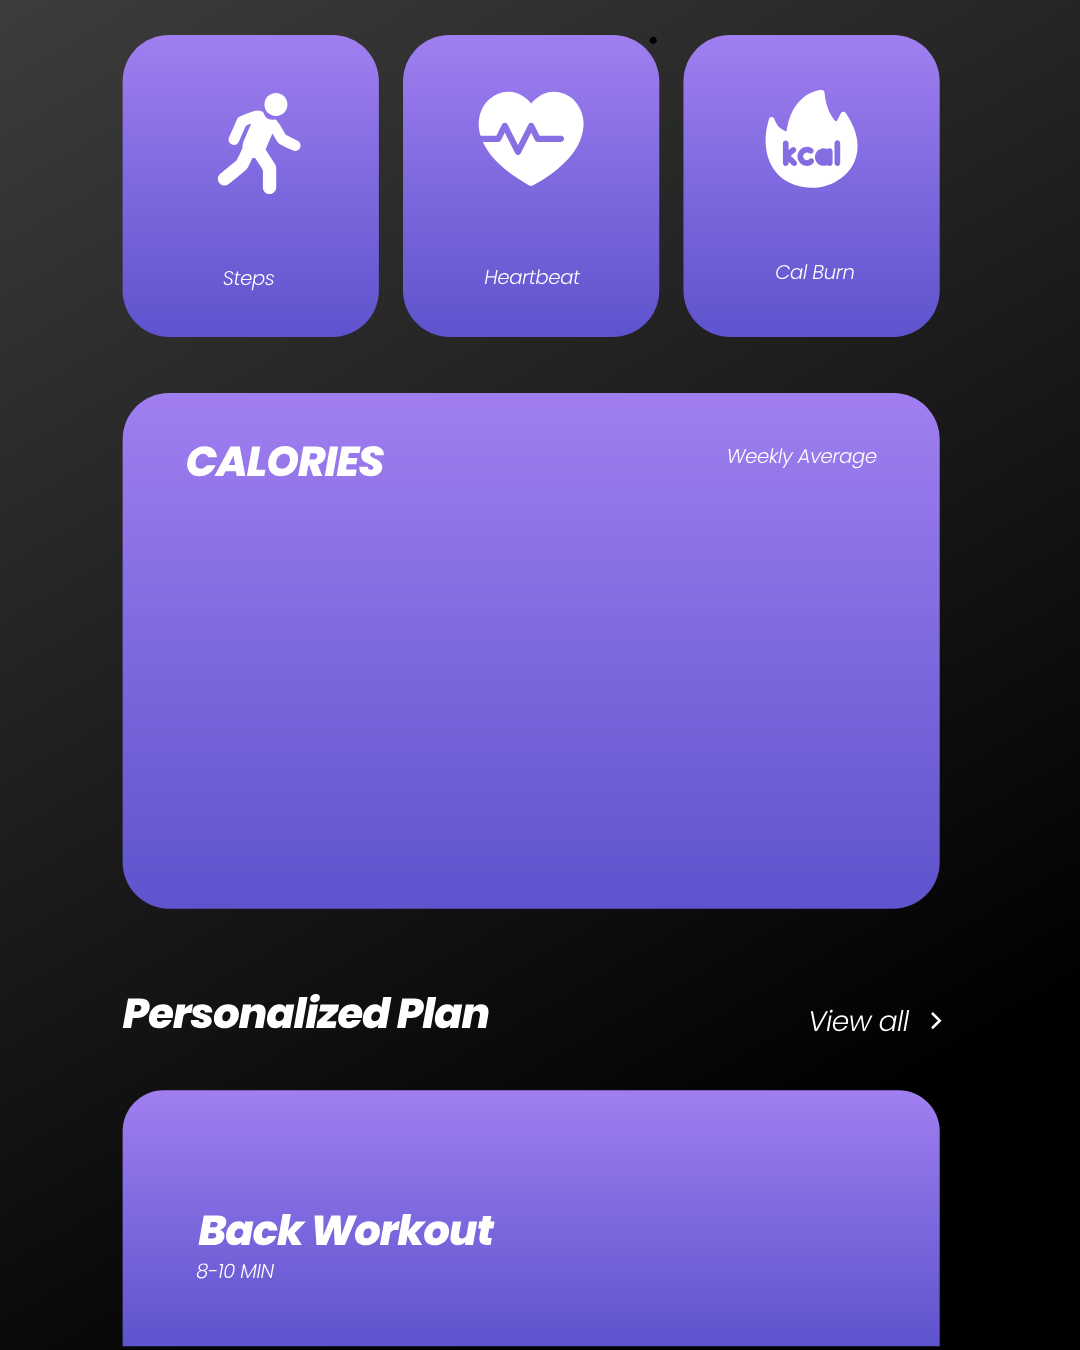 kcal
Steps
Heartbeat
Cal Burn
CALORIES
Weekly Average
Personalized Plan
View all
Back Workout
8-10 MIN